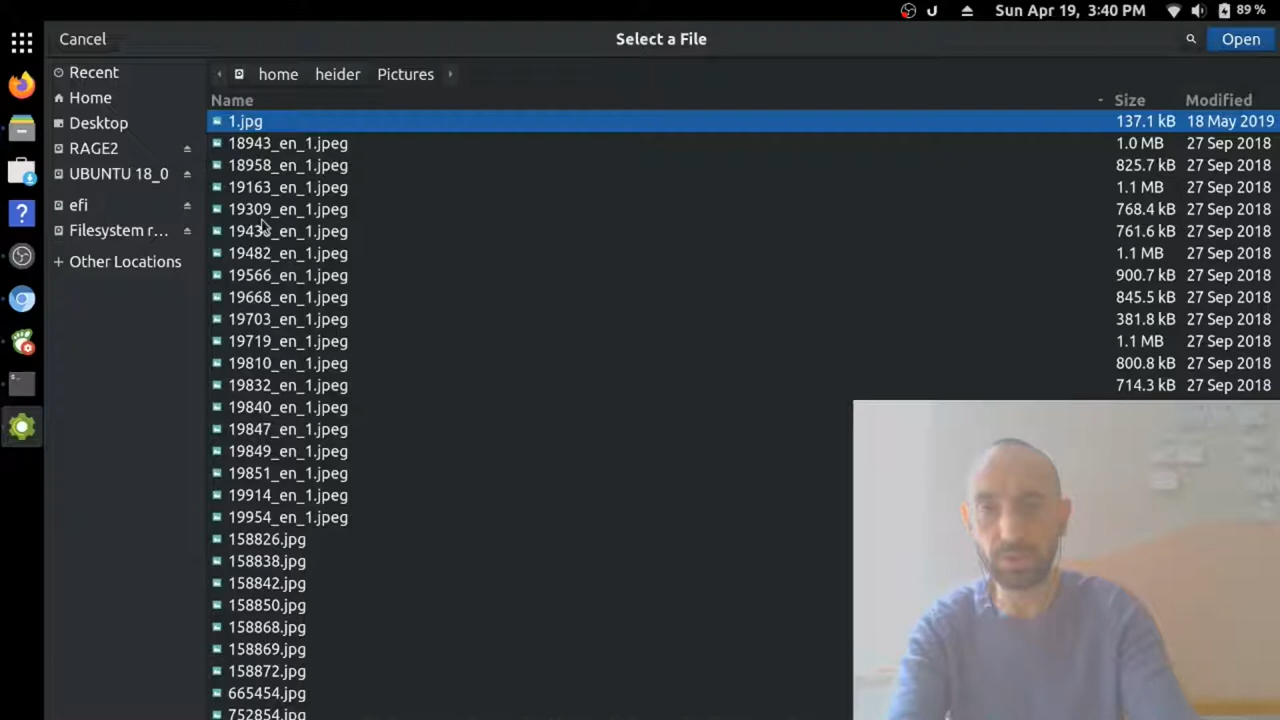 Sun Apr 19, 3:40 PM 89 %
Cancel Select a File Open
Recent
Home
Desktop
RAGE2
UBUNTU 18_0
efi
Filesystem r...
+ Other Locations
home heider Pictures
Name Size Modified
1.jpg 137.1 kB 18 May 2019
18943_en_1.jpeg 1.0 MB 27 Sep 2018
18958_en_1.jpeg 825.7 kB 27 Sep 2018
19163_en_1.jpeg 1.1 MB 27 Sep 2018
19309_en_1.jpeg 768.4 kB 27 Sep 2018
761.6 kB 27 Sep 2018
19482_en_1.jpeg 1.1 MB 27 Sep 2018
19566_en_1.jpeg 900.7 kB 27 Sep 2018
19668_en_1.jpeg 845.5 kB 27 Sep 2018
19703_en_1.jpeg 381.8 kB 27 Sep 2018
19719_en_1.jpeg 1.1 MB 27 Sep 2018
19810_en_1.jpeg 800.8 kB 27 Sep 2018
19832_en_1.jpeg 714.3 kB 27 Sep 2018
19840_en_1.jpeg
19847_en_1.jpeg
19849_en_1.jpeg
19851_en_1.jpeg
19914_en_1.jpeg
19954_en_1.jpeg
158826.jpg
158838.jpg
158842.jpg
158850.jpg
158868.jpg
158869.jpg
158872.jpg
665454.jpg
752854.jpg